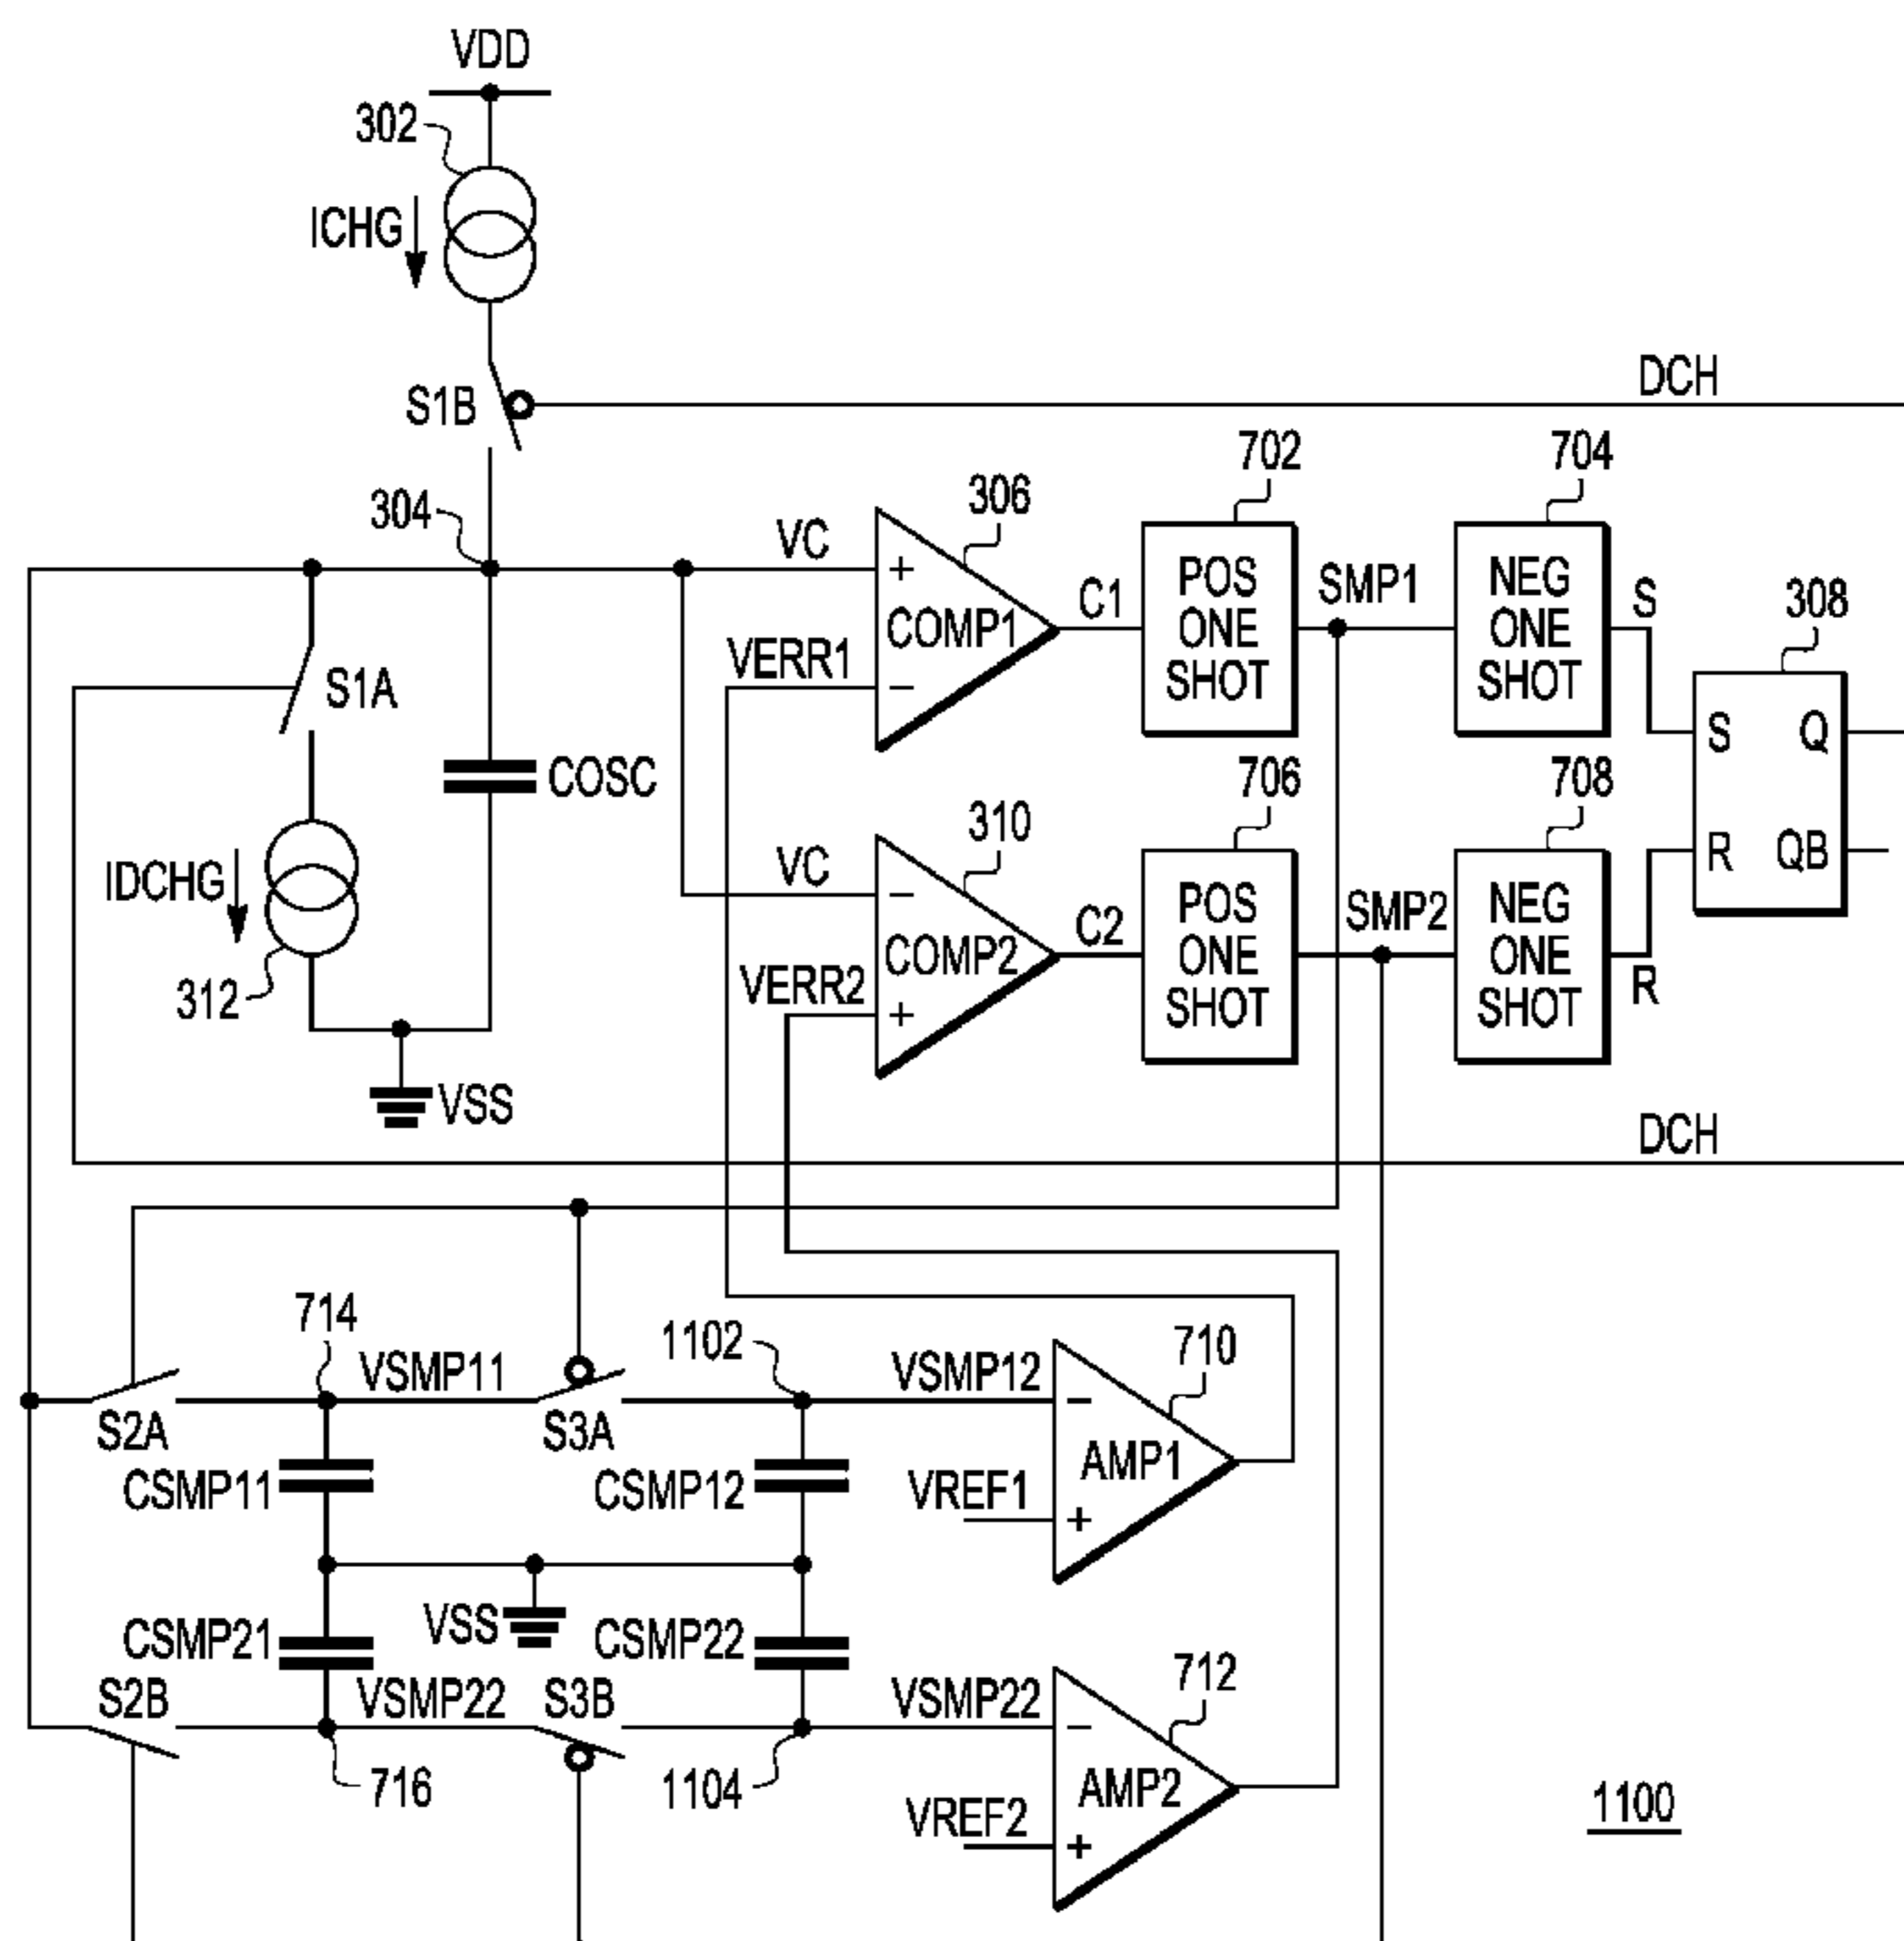 VDD
302
ICHG
S1B
DCH
304
VC
306
702
704
+
COMP1
C1
POS
ONE
SHOT
SMP1
NEG
ONE
SHOT
S
308
VERR1
−
S1A
COSC
S
Q
R
QB
IDCHG
312
VC
310
706
708
−
COMP2
C2
POS
ONE
SHOT
SMP2
NEG
ONE
SHOT
R
VERR2
+
VSS
DCH
714
VSMP11
1102
VSMP12
710
S2A
S3A
−
AMP1
CSMP11
CSMP12
VREF1
+
VSS
CSMP21
CSMP22
S2B
VSMP22
S3B
VSMP22
712
−
716
1104
AMP2
VREF2
+
1100